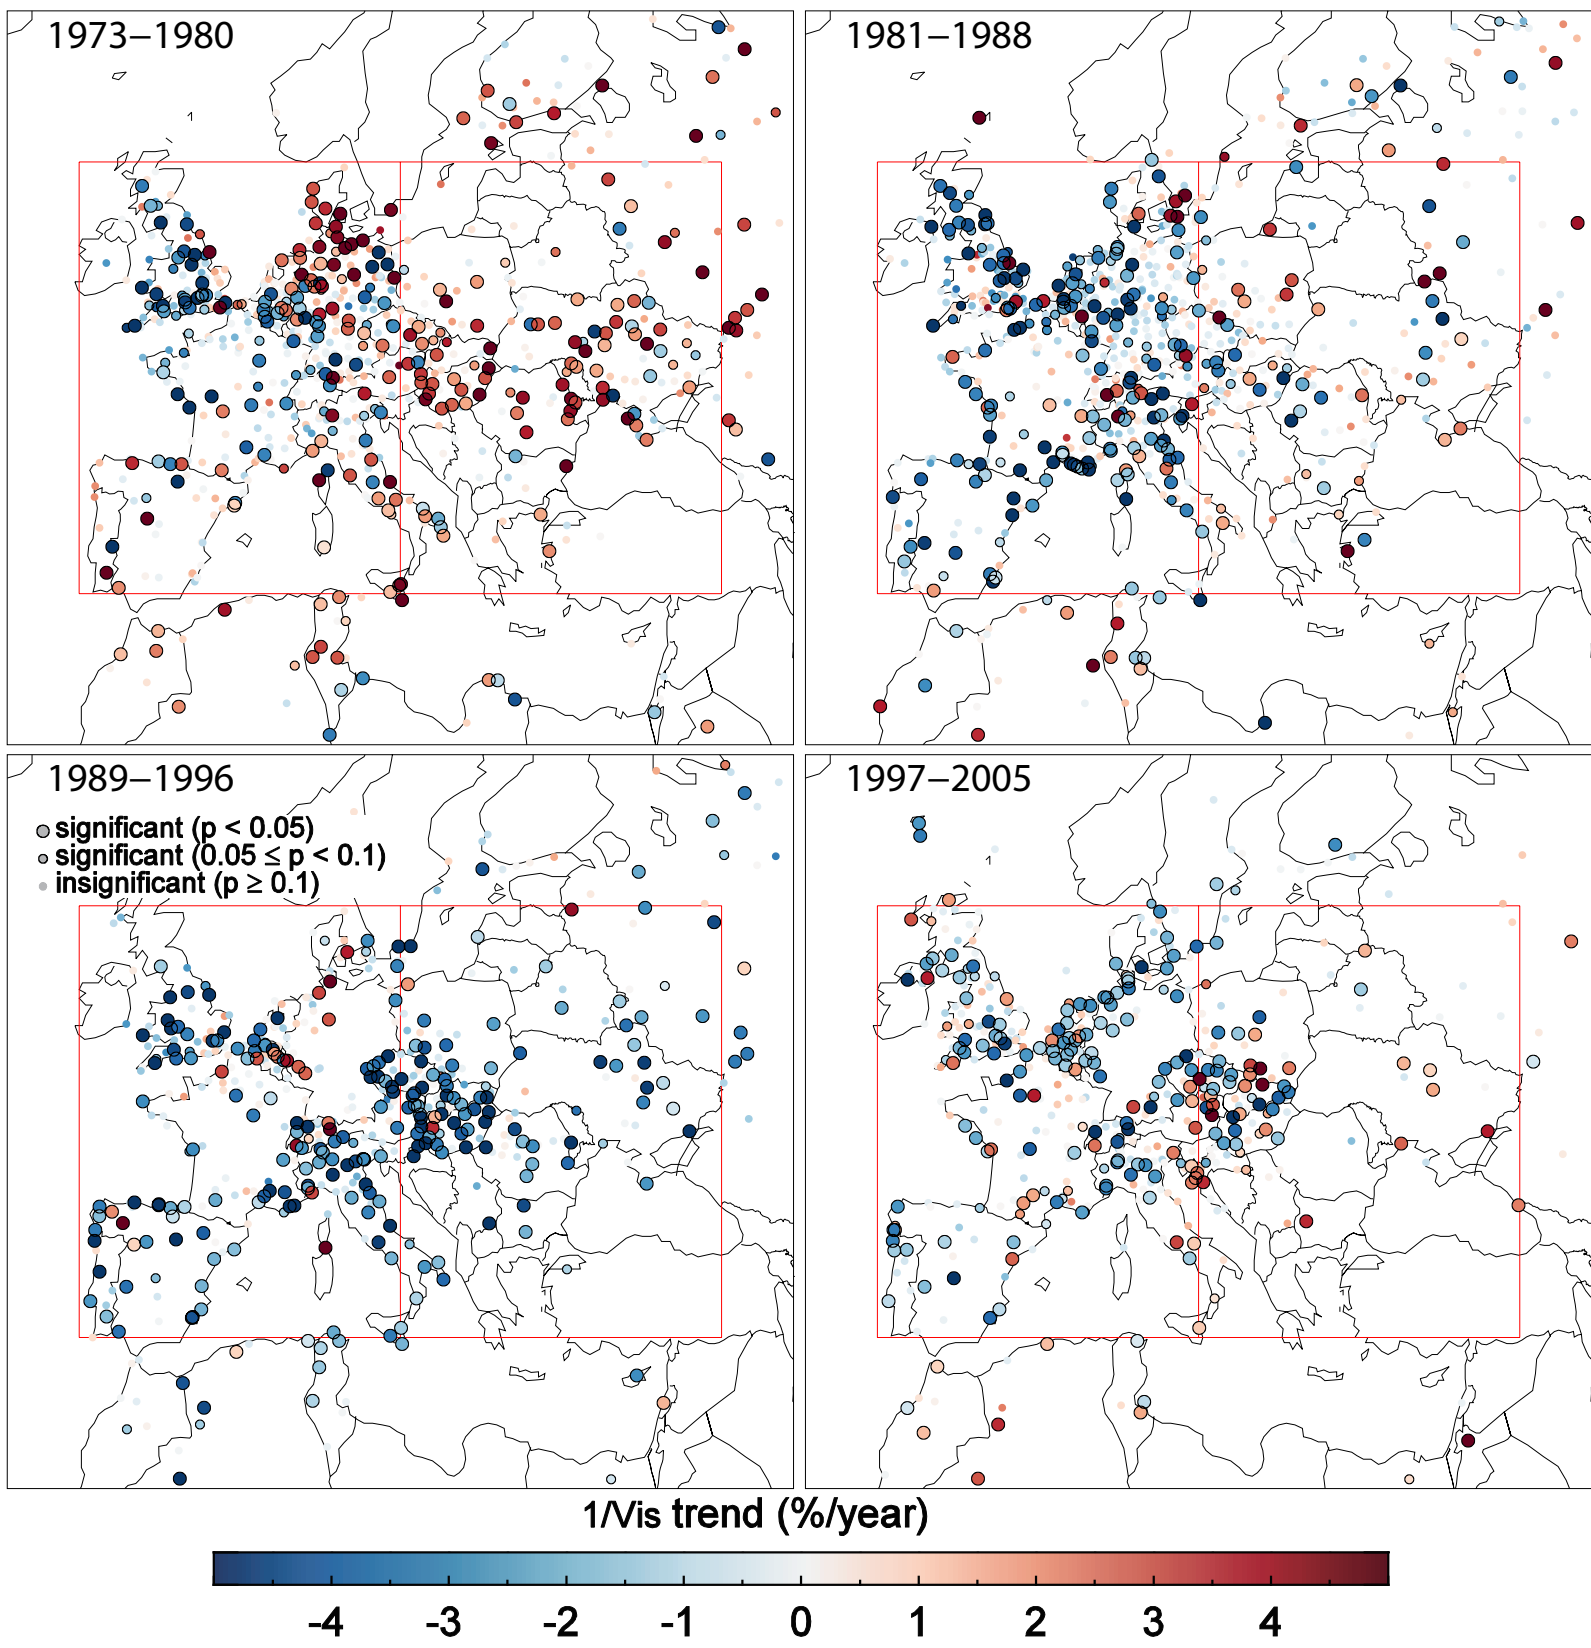 1973−1980
1981−1988
1989−1996
1997−2005
significant (p < 0.05)
significant (0.05 ≤ p < 0.1)
insignificant (p ≥ 0.1)
1/Vis trend (%/year)
-4 -3 -2 -1 0 1 2 3 4